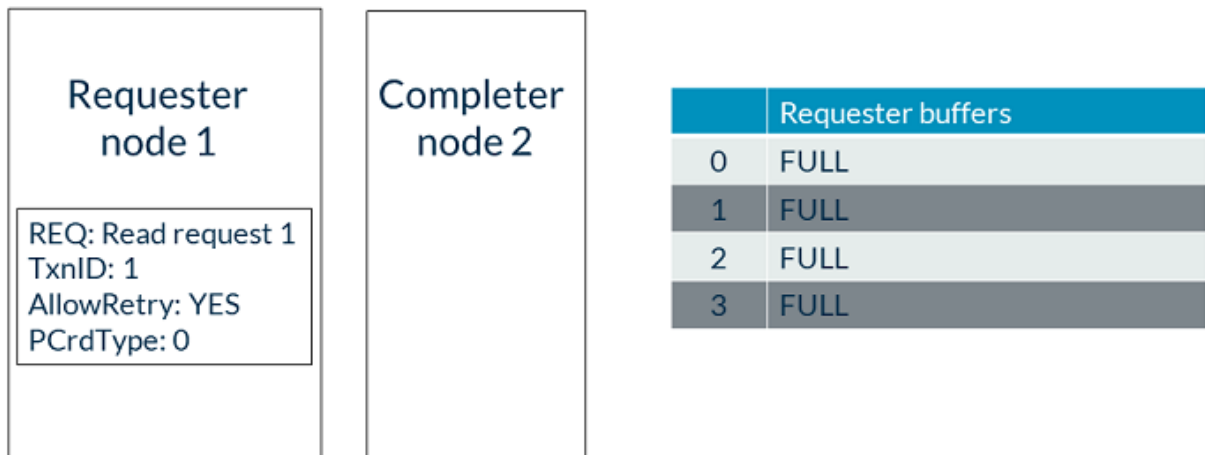 Requester
node 1
REQ: Read request 1
TxnID: 1
AllowRetry: YES
PCrdType: 0
Completer
node 2
Requester buffers
0 FULL
1 FULL
2 FULL
3 FULL